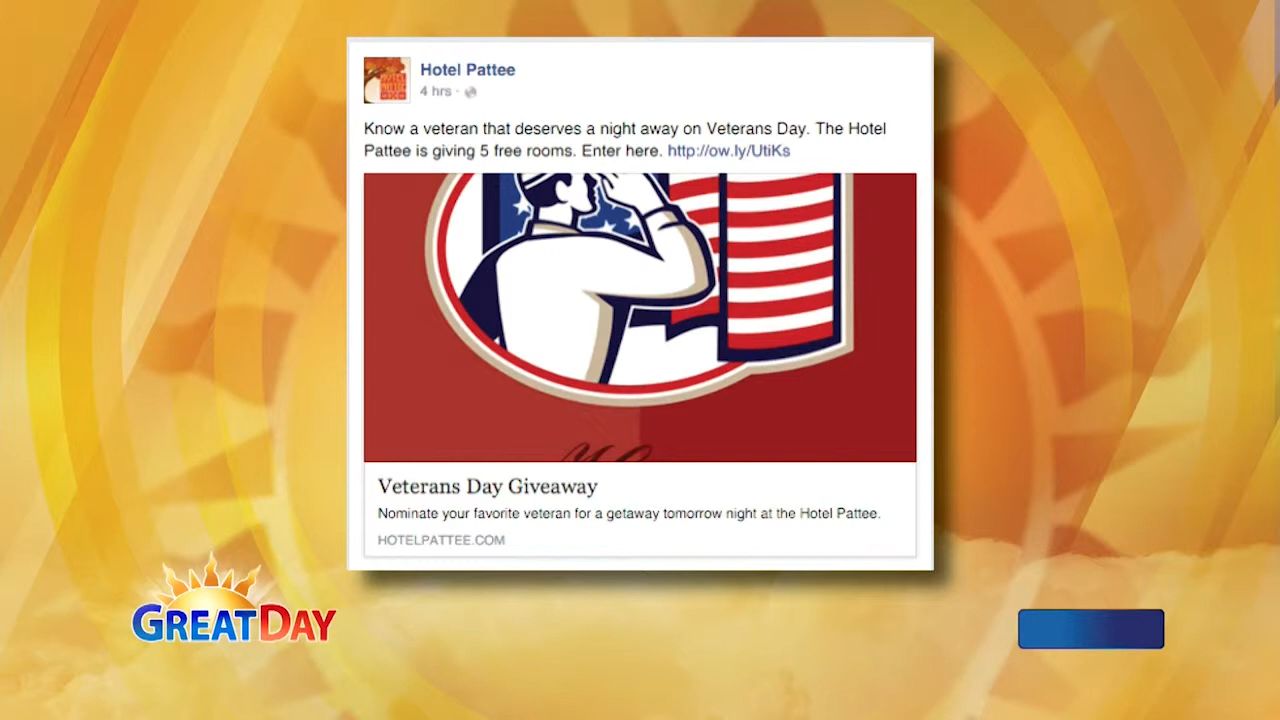 Hotel Pattee
4 hrs ·
Know a veteran that deserves a night away on Veterans Day. The Hotel
Pattee is giving 5 free rooms. Enter here. http://ow.ly/UtiKs
Veterans Day Giveaway
Nominate your favorite veteran for a getaway tomorrow night at the Hotel Pattee.
HOTELPATTEE.COM
GREAT DAY